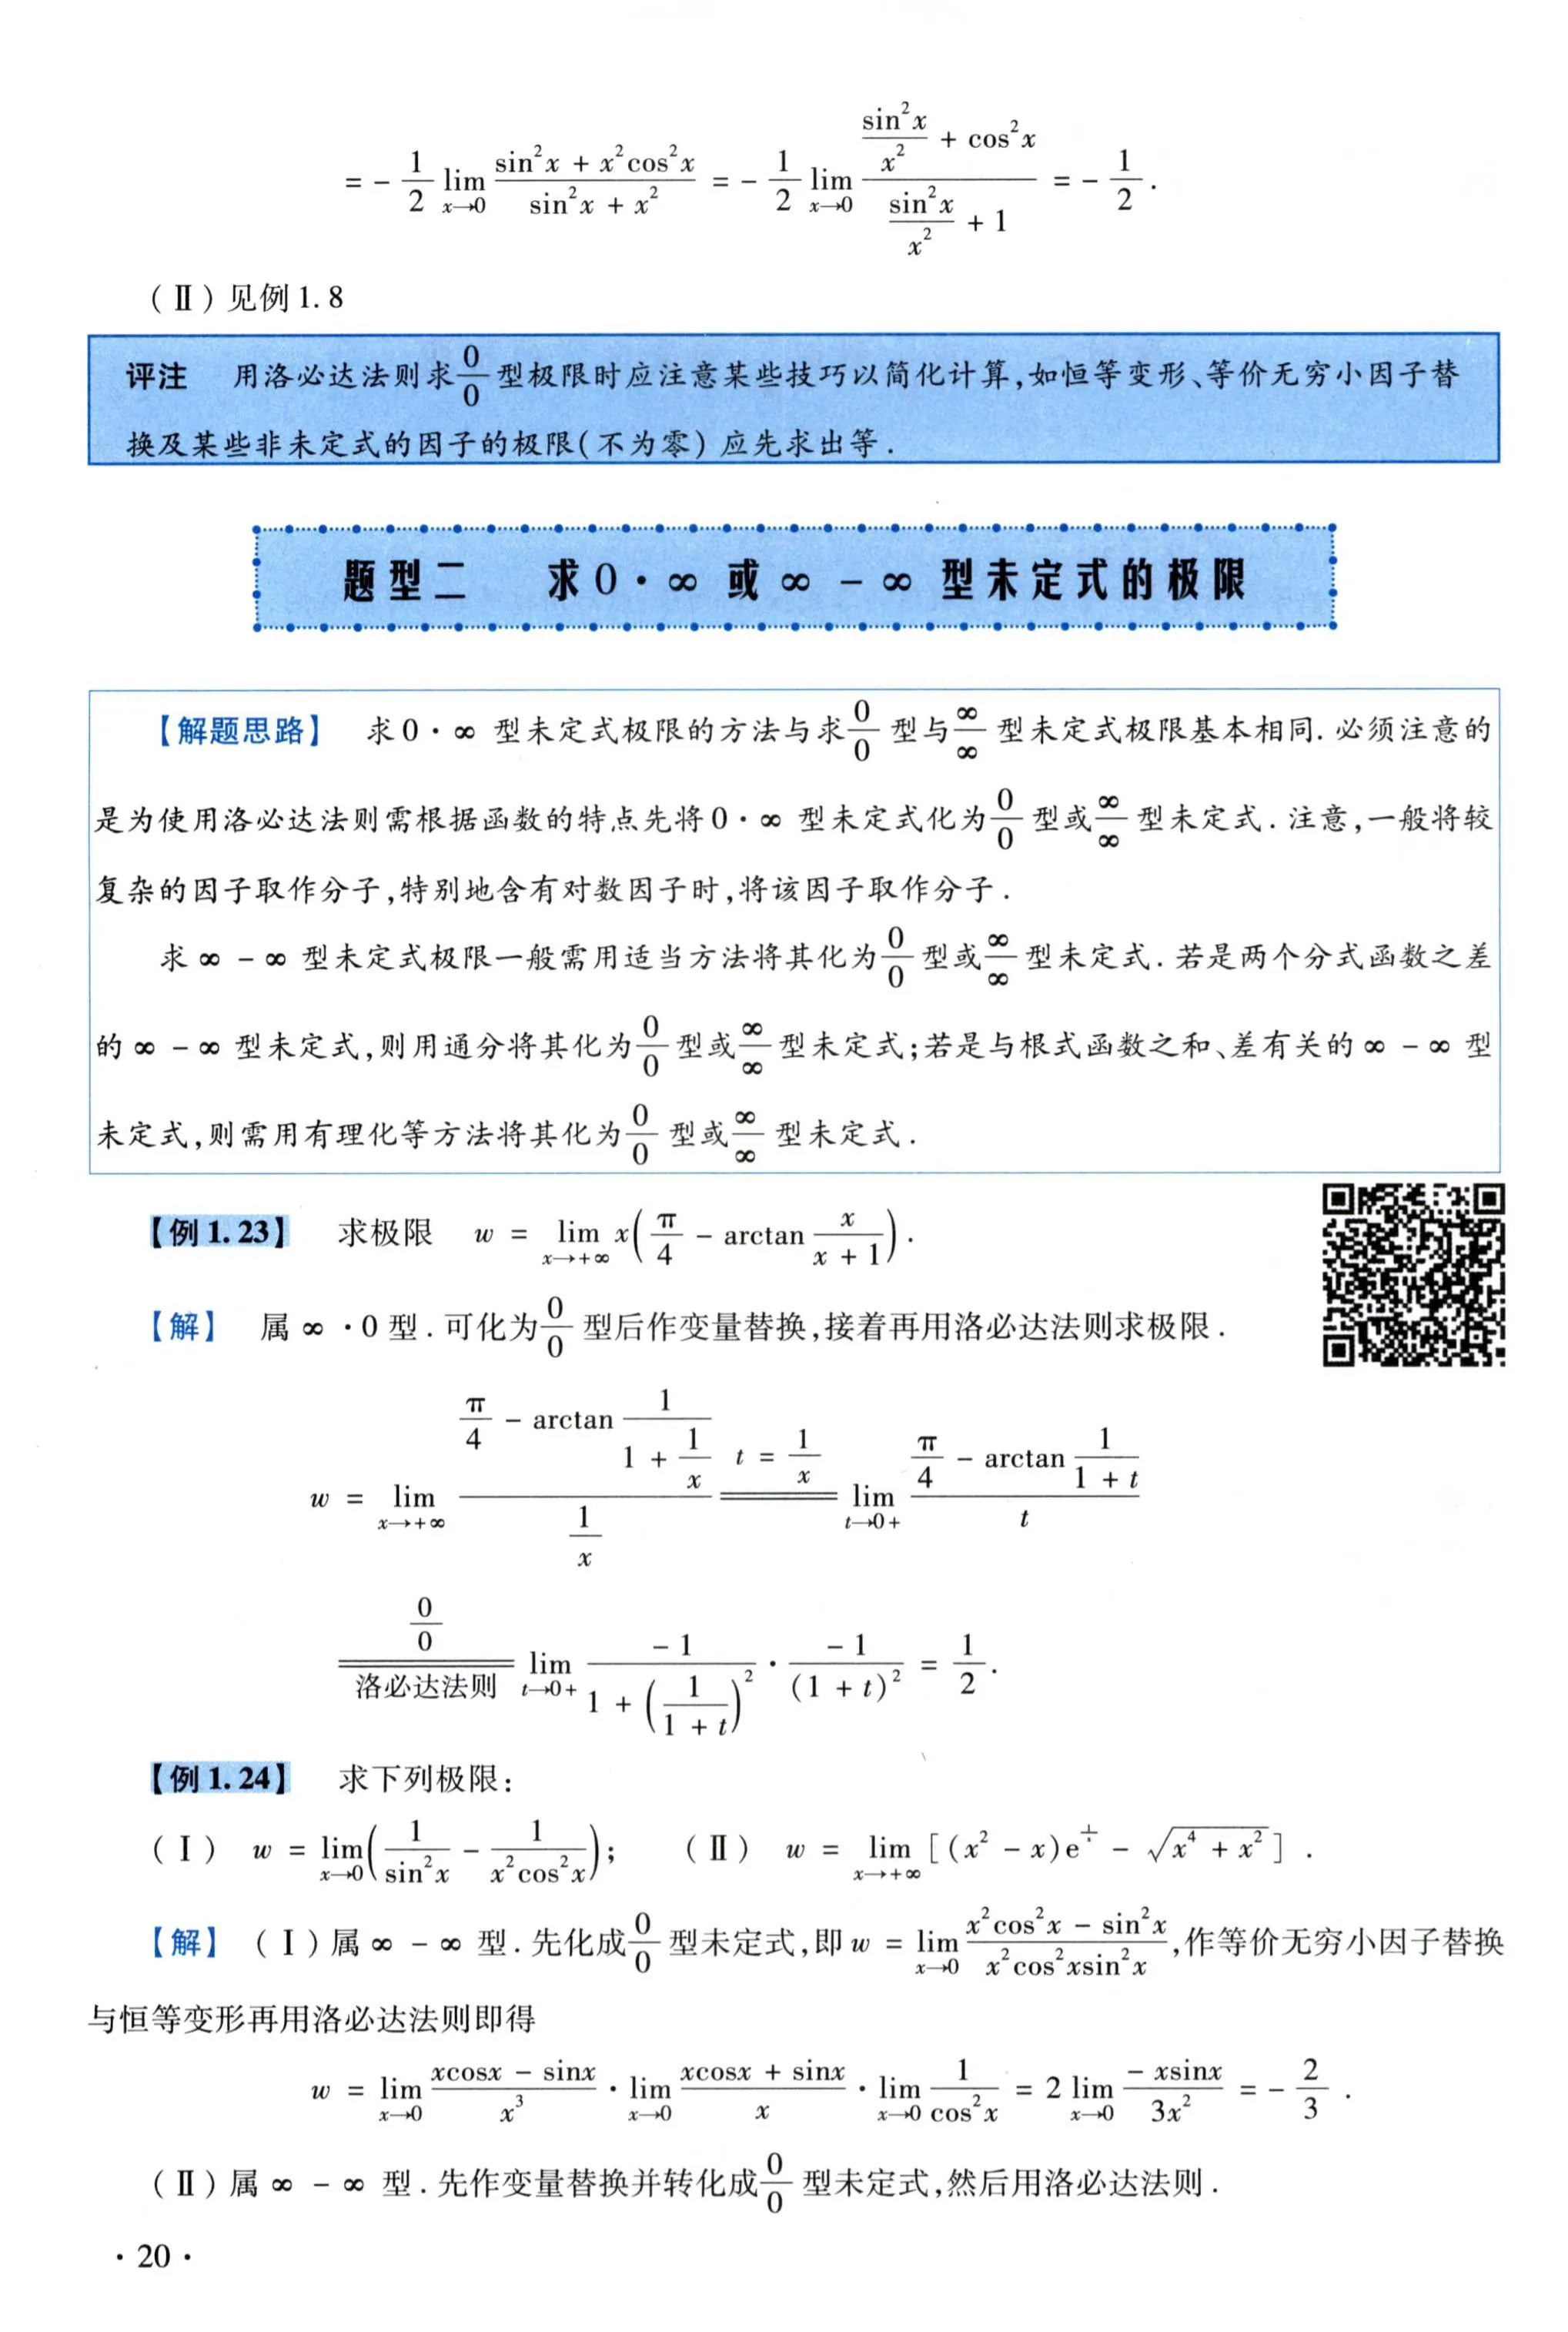 $= -\frac{1}{2}\lim_{x\to 0}\frac{\sin^2 x + x^2\cos^2 x}{\sin^2 x + x^2} = -\frac{1}{2}\lim_{x\to 0}\frac{\frac{\sin^2 x}{x^2} + \cos^2 x}{\frac{\sin^2 x}{x^2} + 1} = -\frac{1}{2}.$
(Ⅱ)见例1.8
评注 用洛必达法则求$\frac{0}{0}$型极限时应注意某些技巧以简化计算,如恒等变形、等价无穷小因子替
换及某些非未定式的因子的极限(不为零)应先求出等.
题型二 求0·∞ 或 ∞ - ∞ 型未定式的极限
【解题思路】 求0·∞ 型未定式极限的方法与求$\frac{0}{0}$型与$\frac{\infty}{\infty}$型未定式极限基本相同.必须注意的
是为使用洛必达法则需根据函数的特点先将0·∞ 型未定式化为$\frac{0}{0}$型或$\frac{\infty}{\infty}$型未定式.注意,一般将较
复杂的因子取作分子,特别地含有对数因子时,将该因子取作分子.
求 ∞ - ∞ 型未定式极限一般需用适当方法将其化为$\frac{0}{0}$型或$\frac{\infty}{\infty}$型未定式.若是两个分式函数之差
的 ∞ - ∞ 型未定式,则用通分将其化为$\frac{0}{0}$型或$\frac{\infty}{\infty}$型未定式;若是与根式函数之和、差有关的 ∞ - ∞ 型
未定式,则需用有理化等方法将其化为$\frac{0}{0}$型或$\frac{\infty}{\infty}$型未定式.
【例1.23】 求极限 $w = \lim_{x\to +\infty} x\left(\frac{\pi}{4} - \arctan\frac{x}{x+1}\right).$
【解】 属 ∞·0型.可化为$\frac{0}{0}$型后作变量替换,接着再用洛必达法则求极限.
$w = \lim_{x\to +\infty}\frac{\frac{\pi}{4} - \arctan\frac{1}{1+\frac{1}{x}}}{\frac{1}{x}} \xlongequal{t=\frac{1}{x}} \lim_{t\to 0+}\frac{\frac{\pi}{4} - \arctan\frac{1}{1+t}}{t}$
$\xlongequal[洛必达法则]{\frac{0}{0}} \lim_{t\to 0+}\frac{-1}{1+\left(\frac{1}{1+t}\right)^2}\cdot\frac{-1}{(1+t)^2} = \frac{1}{2}.$
【例1.24】 求下列极限:
(Ⅰ) $w = \lim_{x\to 0}\left(\frac{1}{\sin^2 x} - \frac{1}{x^2\cos^2 x}\right);$ (Ⅱ) $w = \lim_{x\to +\infty}[(x^2 - x)e^{\frac{1}{x}} - \sqrt{x^4 + x^2}].$
【解】 (Ⅰ)属 ∞ - ∞ 型.先化成$\frac{0}{0}$型未定式,即$w = \lim_{x\to 0}\frac{x^2\cos^2 x - \sin^2 x}{x^2\cos^2 x\sin^2 x}$,作等价无穷小因子替换
与恒等变形再用洛必达法则即得
$w = \lim_{x\to 0}\frac{x\cos x - \sin x}{x^3}\cdot\lim_{x\to 0}\frac{x\cos x + \sin x}{x}\cdot\lim_{x\to 0}\frac{1}{\cos^2 x} = 2\lim_{x\to 0}\frac{-x\sin x}{3x^2} = -\frac{2}{3}.$
(Ⅱ)属 ∞ - ∞ 型.先作变量替换并转化成$\frac{0}{0}$型未定式,然后用洛必达法则.
·20·